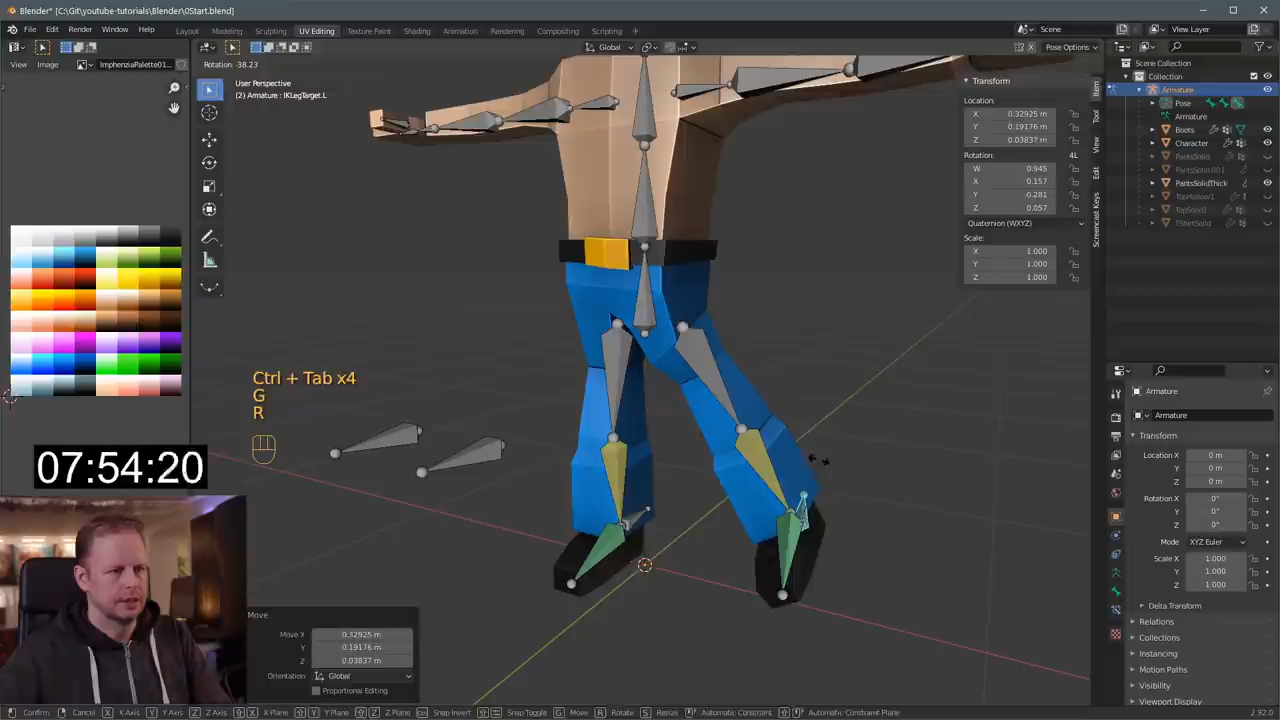 Blender* [C:\Git\youtube-tutorials\Blender\0Start.blend]
File Edit Render Window Help Layout Modeling Sculpting UV Editing Texture Paint Shading Animation Rendering Compositing Scripting + Scene View Layer
Global Pose Options
View Image ImphenziaPalette01...
Rotation: -38.23
User Perspective
(2) Armature : IKLegTarget.L
Transform
Location:
X 0.32925 m
Y 0.19176 m
Z 0.03837 m
Rotation: 4L
W 0.945
X 0.157
Y -0.281
Z 0.057
Quaternion (WXYZ)
Scale:
X 1.000
Y 1.000
Z 1.000
Item
Tool
View
Edit
Screencast Keys
Scene Collection
Collection
Armature
Pose
Armature
Boots
Character
PantsSolid
PantsSolid.001
PantsSolidThick
TopHollow1
TopSolid1
TShirtSolid
Ctrl + Tab x4
G
R
07:54:20
Armature
Armature
Transform
Location X 0 m
Y 0 m
Z 0 m
Rotation X 0°
Y 0°
Z 0°
Mode XYZ Euler
Scale X 1.000
Y 1.000
Z 1.000
Delta Transform
Relations
Collections
Instancing
Motion Paths
Visibility
Viewport Display
Move
Move X 0.32925 m
Y 0.19176 m
Z 0.03837 m
Orientation Global
Proportional Editing
Confirm Cancel X X Axis Y Y Axis Z Z Axis X X Plane Y Y Plane Z Z Plane Snap Invert Snap Toggle G Move R Rotate S Resize Automatic Constraint Automatic Constraint Plane
2.92.0